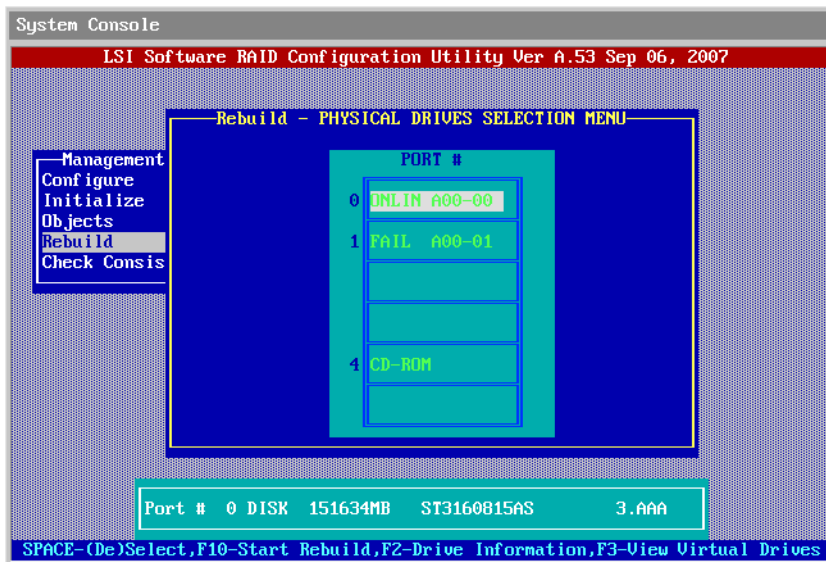 System Console
LSI Software RAID Configuration Utility Ver A.53 Sep 06, 2007
Rebuild - PHYSICAL DRIVES SELECTION MENU
Management
Configure
Initialize
Objects
Rebuild
Check Consis
PORT #
0 ONLIN A00-00
1 FAIL A00-01
4 CD-ROM
Port # 0 DISK 151634MB ST3160815AS 3.AAA
SPACE-(De)Select,F10-Start Rebuild,F2-Drive Information,F3-View Virtual Drives